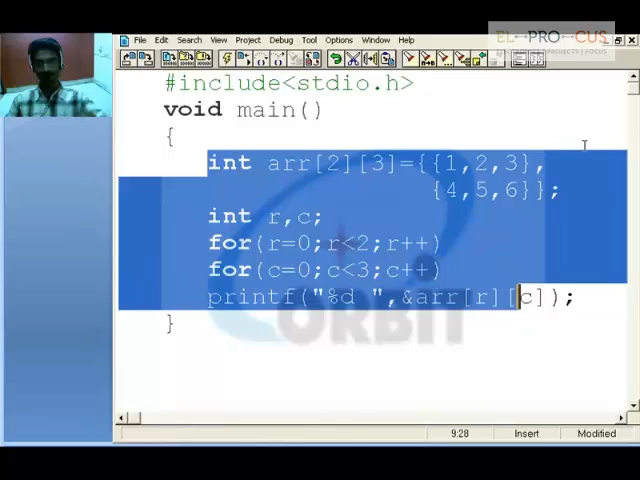 EL PRO CUS
File Edit Search View Project Debug Tool Options Window Help
#include<stdio.h>
void main()
{
int arr[2][3]={{1,2,3},
{4,5,6}};
int r,c;
for(r=0;r<2;r++)
for(c=0;c<3;c++)
printf("%d ",&arr[r][c]);
}
ORBIT
9:28 Insert Modified